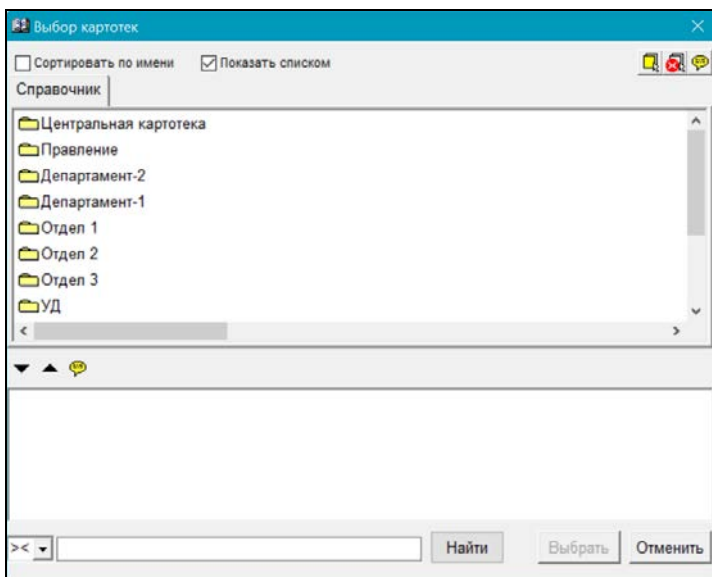 Выбор картотек
Сортировать по имени Показать списком
Справочник
Центральная картотека
Правление
Департамент-2
Департамент-1
Отдел 1
Отдел 2
Отдел 3
УД
>< Найти Выбрать Отменить